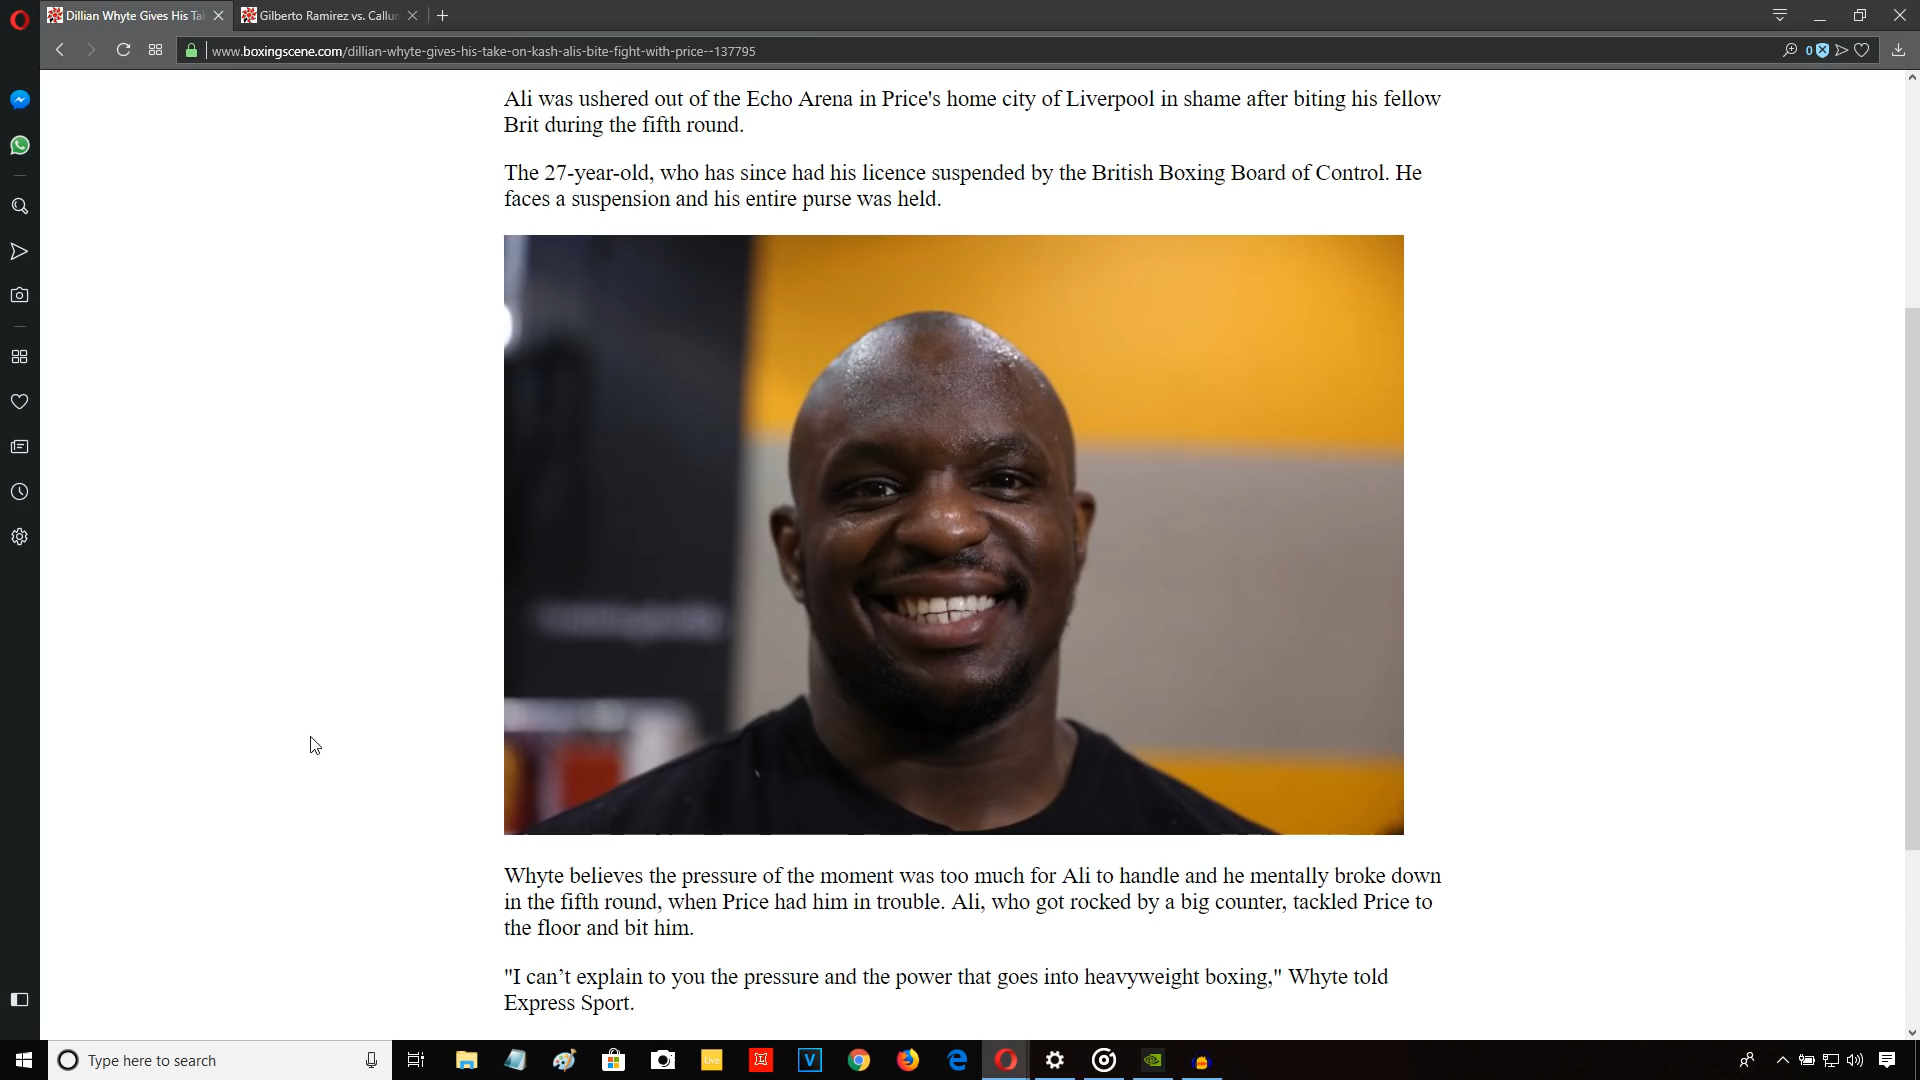 Dillian Whyte Gives His Ta
Gilberto Ramirez vs. Callu
www.boxingscene.com/dillian-whyte-gives-his-take-on-kash-alis-bite-fight-with-price--137795
0
Ali was ushered out of the Echo Arena in Price's home city of Liverpool in shame after biting his fellow
Brit during the fifth round.
The 27-year-old, who has since had his licence suspended by the British Boxing Board of Control. He
faces a suspension and his entire purse was held.
Whyte believes the pressure of the moment was too much for Ali to handle and he mentally broke down
in the fifth round, when Price had him in trouble. Ali, who got rocked by a big counter, tackled Price to
the floor and bit him.
"I can’t explain to you the pressure and the power that goes into heavyweight boxing," Whyte told
Express Sport.
Type here to search